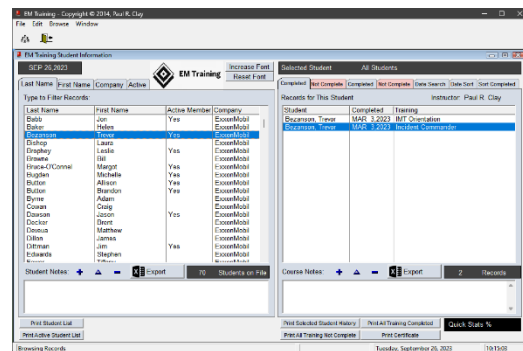 EM Training - Copyright © 2014, Paul R. Clay
File Edit Browse Window
EM Training Student Information
SEP 26,2023
EM Training
Increase Font
Reset Font
Selected Student All Students
Last Name First Name Company Active
Completed Not Complete Completed Not Complete Date Search Date Sort Sort Completed
Type to Filter Records:
Records for This Student Instructor: Paul R. Clay
Last Name First Name Active Member Company
Student Completed Training
Babb Jon Yes ExxonMobil
Baker Helen ExxonMobil
Bezanson Trevor Yes ExxonMobil
Bishop Laura ExxonMobil
Brophey Leslie Yes ExxonMobil
Browne Bill ExxonMobil
Bruce-O'Connel Margot Yes ExxonMobil
Bugden Michelle Yes ExxonMobil
Button Allison Yes ExxonMobil
Button Brandon Yes ExxonMobil
Byrne Adam ExxonMobil
Cowan Craig ExxonMobil
Dawson Jason Yes ExxonMobil
Decker Brent ExxonMobil
Matthew ExxonMobil
Dillon James ExxonMobil
Dittman Jim Yes ExxonMobil
Edwards Stephen ExxonMobil
Bezanson, Trevor MAR 3,2023 IMT Orientation
Bezanson, Trevor MAR 3,2023 Incident Commander
Student Notes: Export 70 Students on File
Course Notes: Export 2 Records
Print Student List
Print Active Student List
Print Selected Student History Print All Training Completed
Print All Training Not Complete Print Certificate
Quick Stats %
Browsing Records Tuesday, September 26, 2023